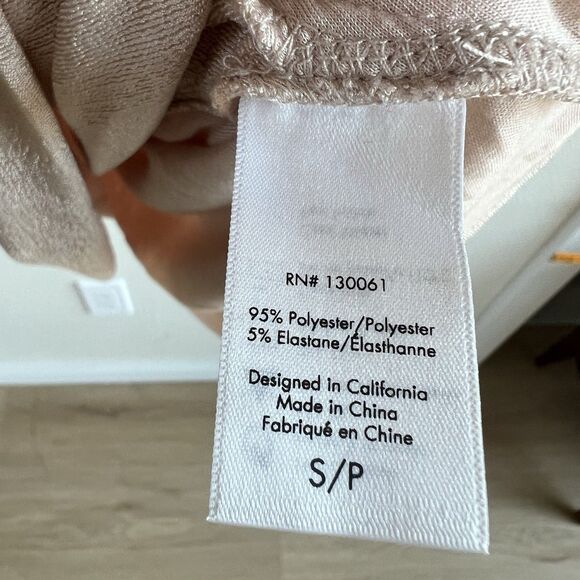 RN# 130061
95% Polyester/Polyester
5% Elastane/Élasthanne
Designed in California
Made in China
Fabriqué en Chine
S/P